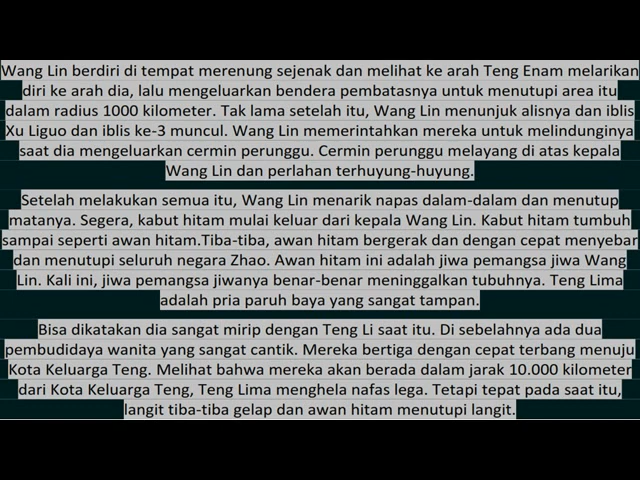 Wang Lin berdiri di tempat merenung sejenak dan melihat ke arah Teng Enam melarikan
diri ke arah dia, lalu mengeluarkan bendera pembatasnya untuk menutupi area itu
dalam radius 1000 kilometer. Tak lama setelah itu, Wang Lin menunjuk alisnya dan iblis
Xu Liguo dan iblis ke-3 muncul. Wang Lin memerintahkan mereka untuk melindunginya
saat dia mengeluarkan cermin perunggu. Cermin perunggu melayang di atas kepala
Wang Lin dan perlahan terhuyung-huyung.
Setelah melakukan semua itu, Wang Lin menarik napas dalam-dalam dan menutup
matanya. Segera, kabut hitam mulai keluar dari kepala Wang Lin. Kabut hitam tumbuh
sampai seperti awan hitam.Tiba-tiba, awan hitam bergerak dan dengan cepat menyebar
dan menutupi seluruh negara Zhao. Awan hitam ini adalah jiwa pemangsa jiwa Wang
Lin. Kali ini, jiwa pemangsa jiwanya benar-benar meninggalkan tubuhnya. Teng Lima
adalah pria paruh baya yang sangat tampan.
Bisa dikatakan dia sangat mirip dengan Teng Li saat itu. Di sebelahnya ada dua
pembudidaya wanita yang sangat cantik. Mereka bertiga dengan cepat terbang menuju
Kota Keluarga Teng. Melihat bahwa mereka akan berada dalam jarak 10.000 kilometer
dari Kota Keluarga Teng, Teng Lima menghela nafas lega. Tetapi tepat pada saat itu,
langit tiba-tiba gelap dan awan hitam menutupi langit.